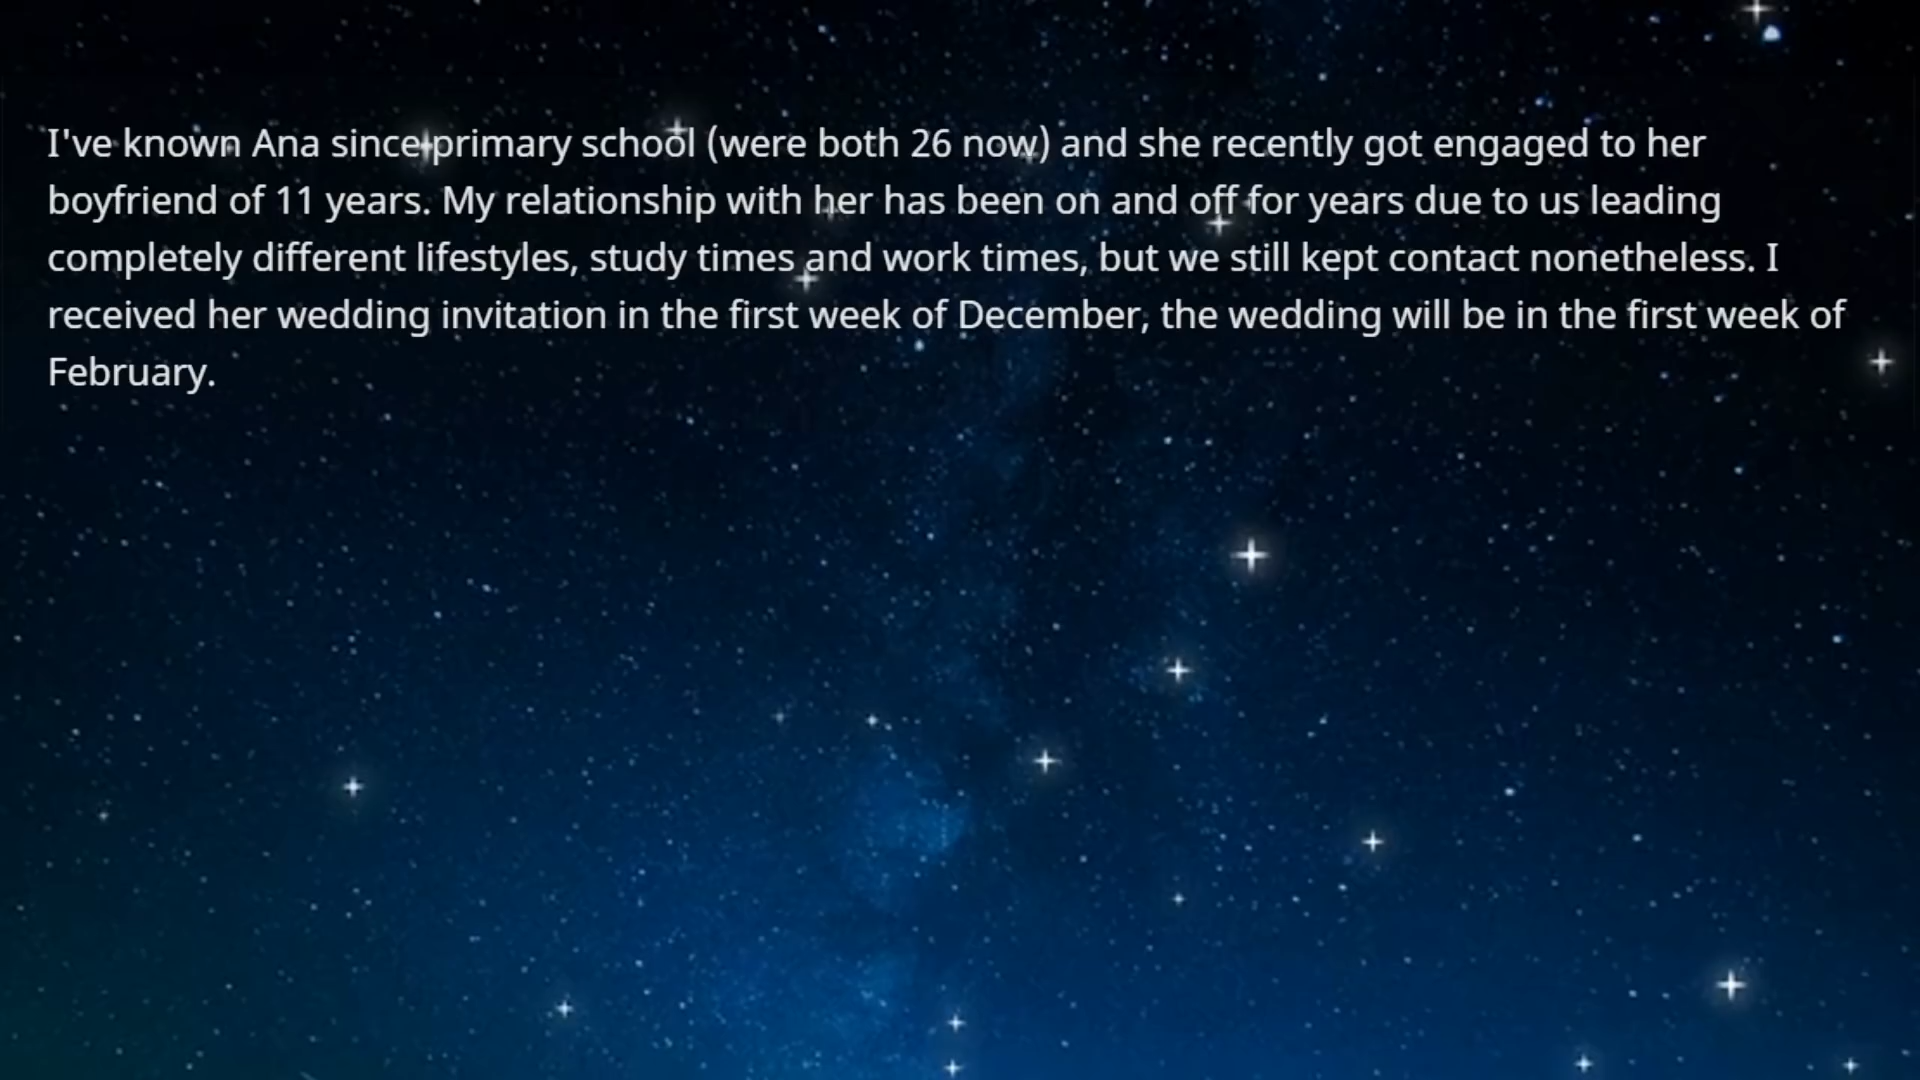 I've known Ana since primary school (were both 26 now) and she recently got engaged to her
boyfriend of 11 years. My relationship with her has been on and off for years due to us leading
completely different lifestyles, study times and work times, but we still kept contact nonetheless. I
received her wedding invitation in the first week of December, the wedding will be in the first week of
February.